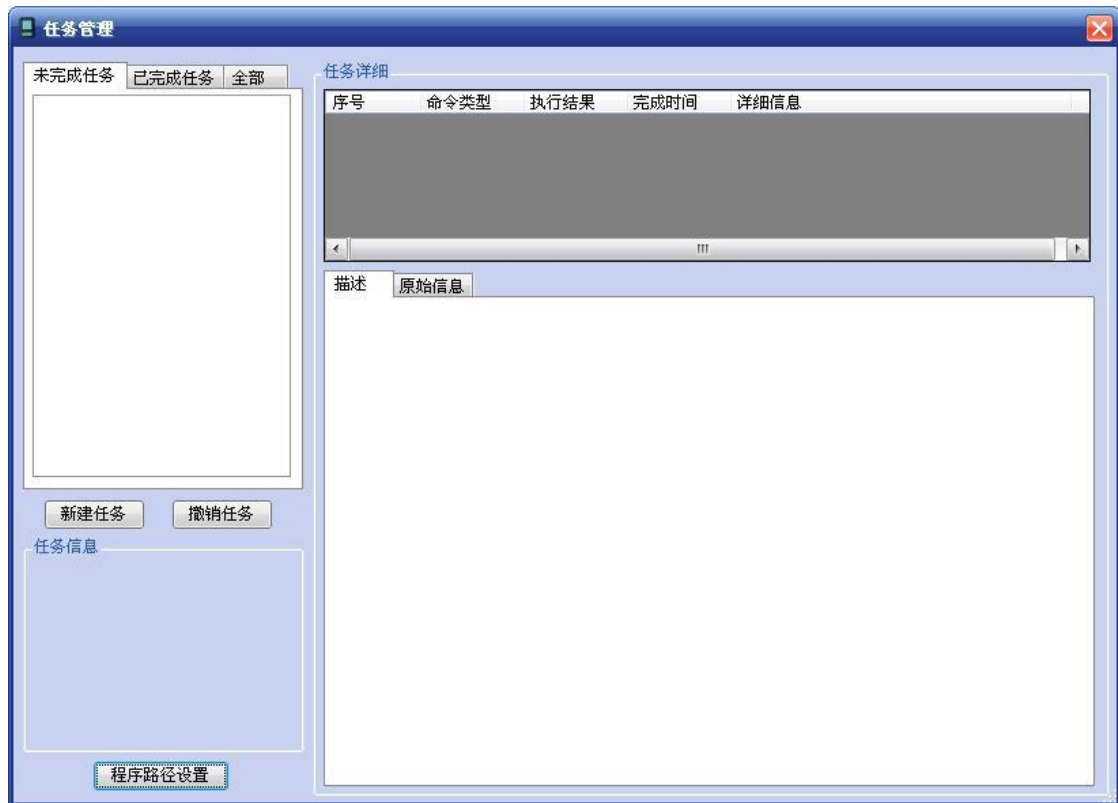 任务管理
未完成任务 已完成任务 全部
新建任务 撤销任务
任务信息
程序路径设置
任务详细
序号 命令类型 执行结果 完成时间 详细信息
描述 原始信息